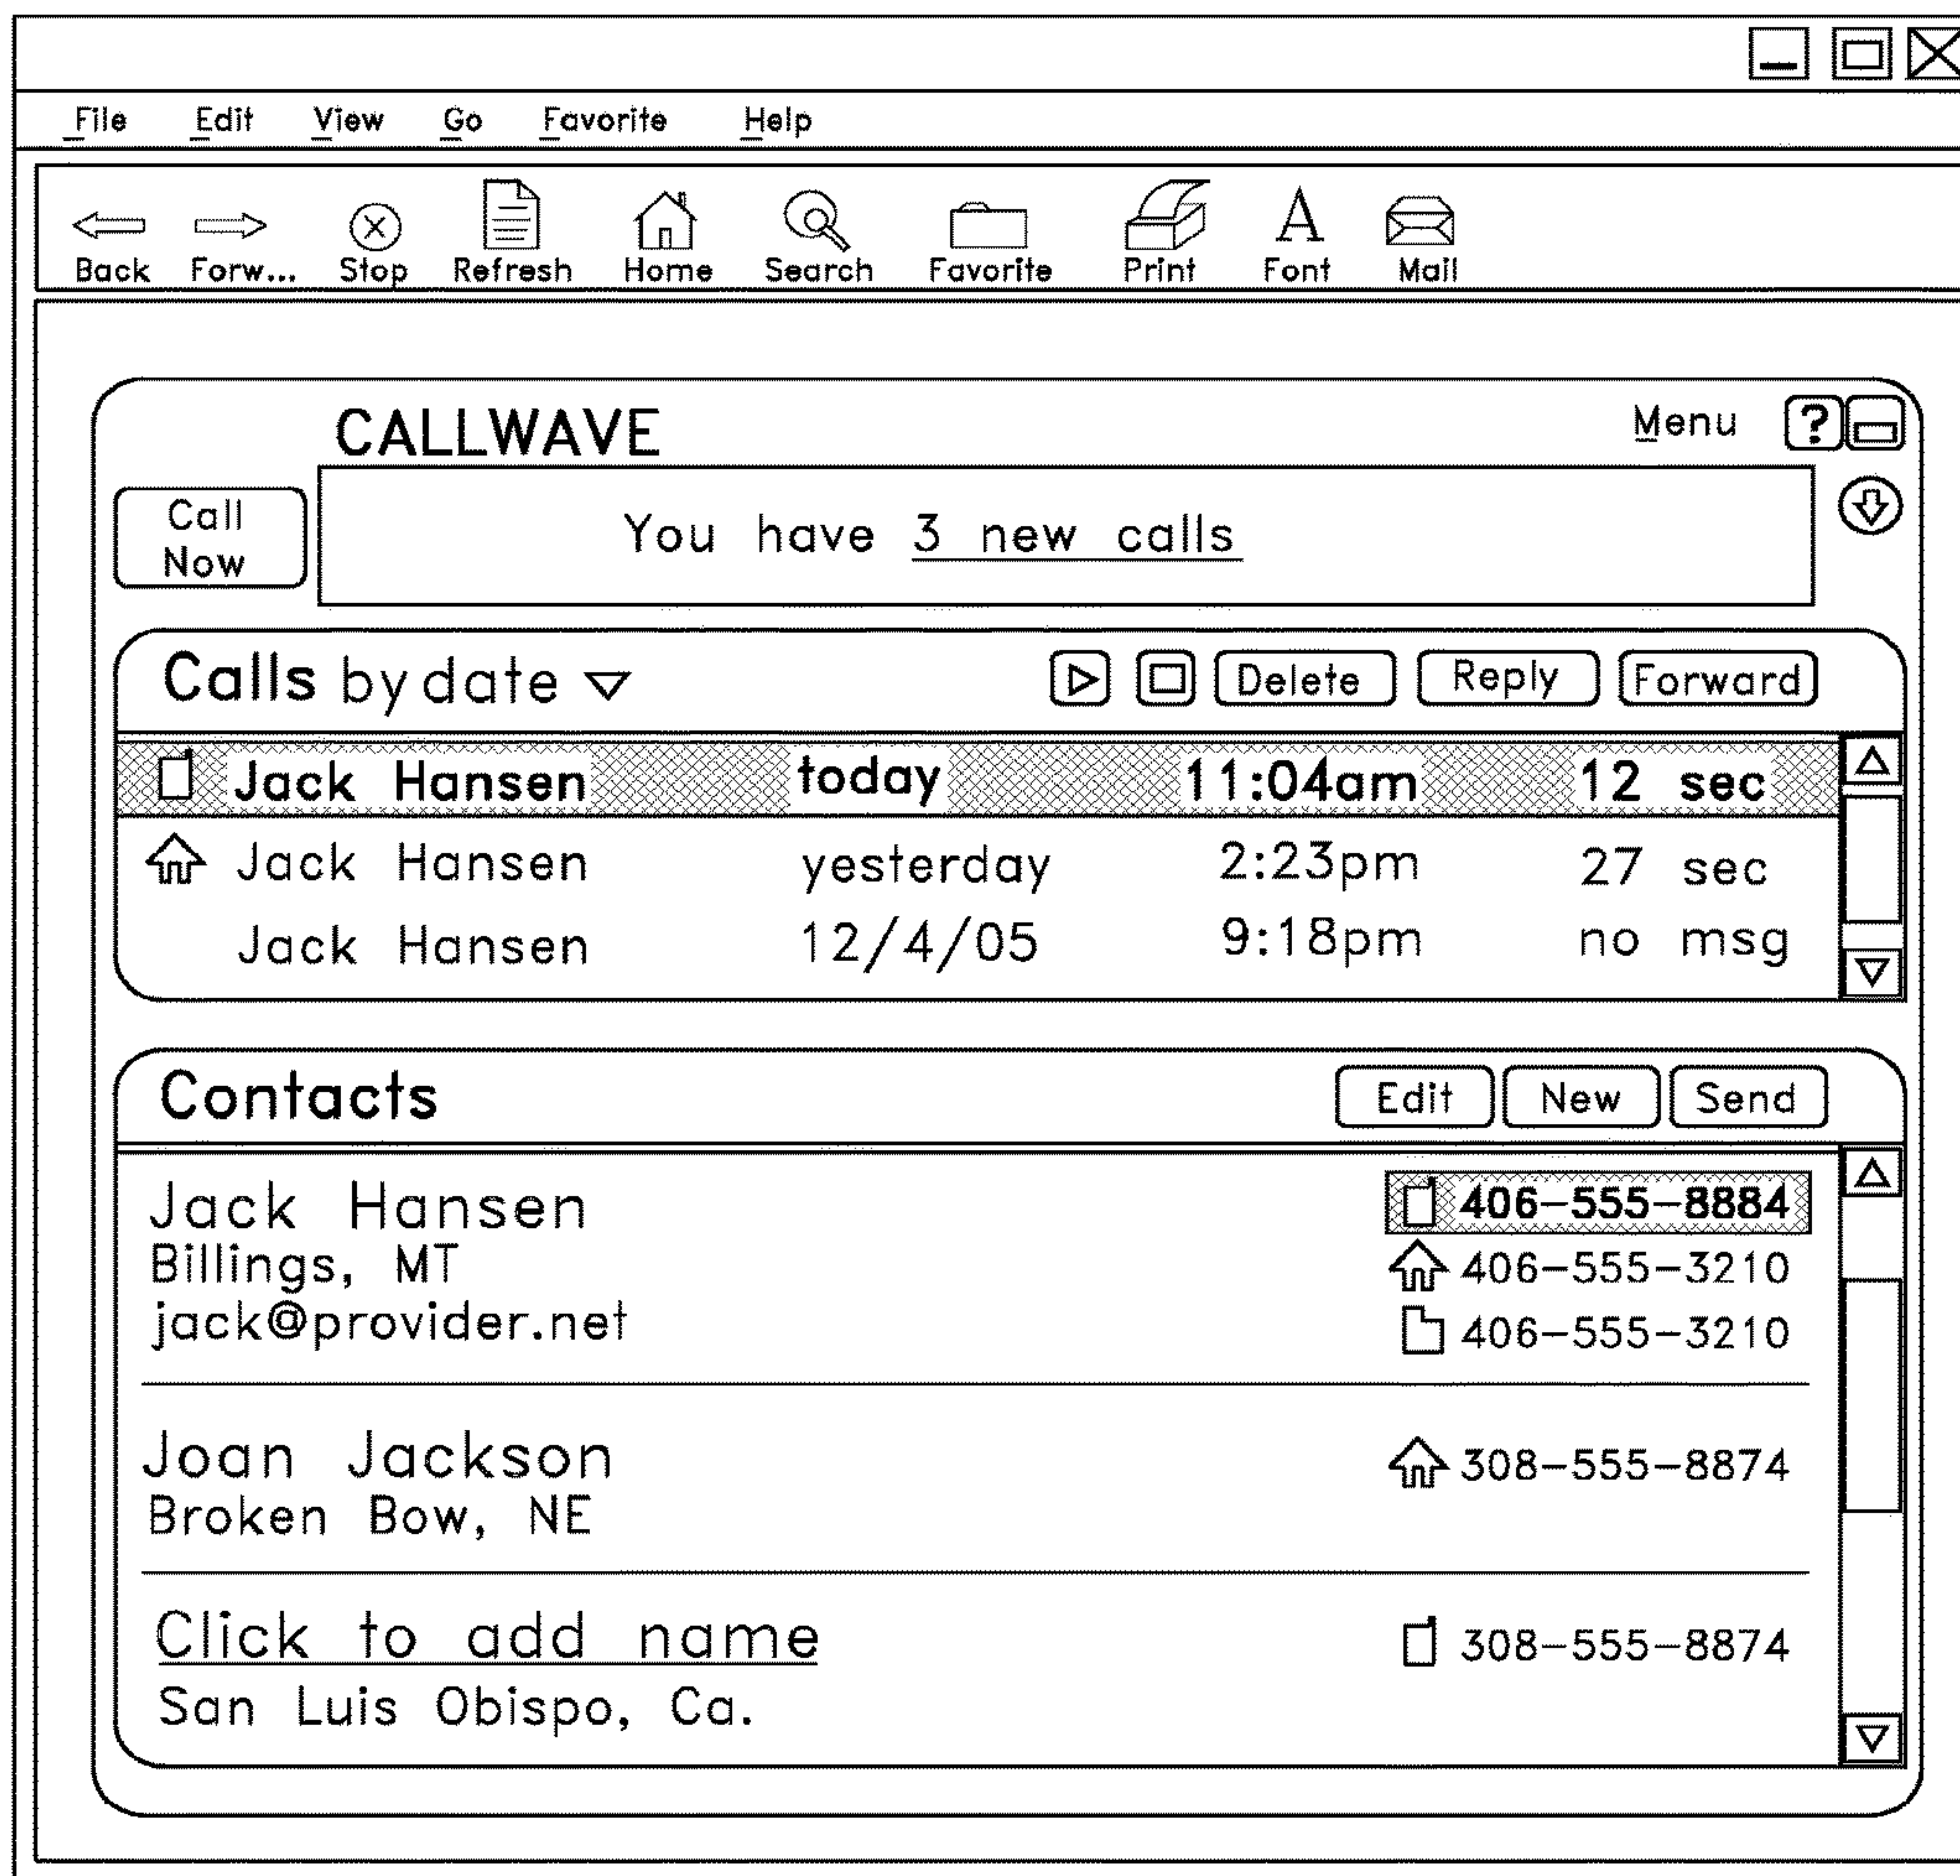 File Edit View Go Favorite Help
Back Forw... Stop Refresh Home Search Favorite Print Font Mail
CALLWAVE Menu ?
Call
Now
You have 3 new calls
Calls by date Delete Reply Forward
Jack Hansen today 11:04am 12 sec
Jack Hansen yesterday 2:23pm 27 sec
Jack Hansen 12/4/05 9:18pm no msg
Contacts Edit New Send
Jack Hansen 406-555-8884
Billings, MT 406-555-3210
jack@provider.net 406-555-3210
Joan Jackson 308-555-8874
Broken Bow, NE
Click to add name 308-555-8874
San Luis Obispo, Ca.